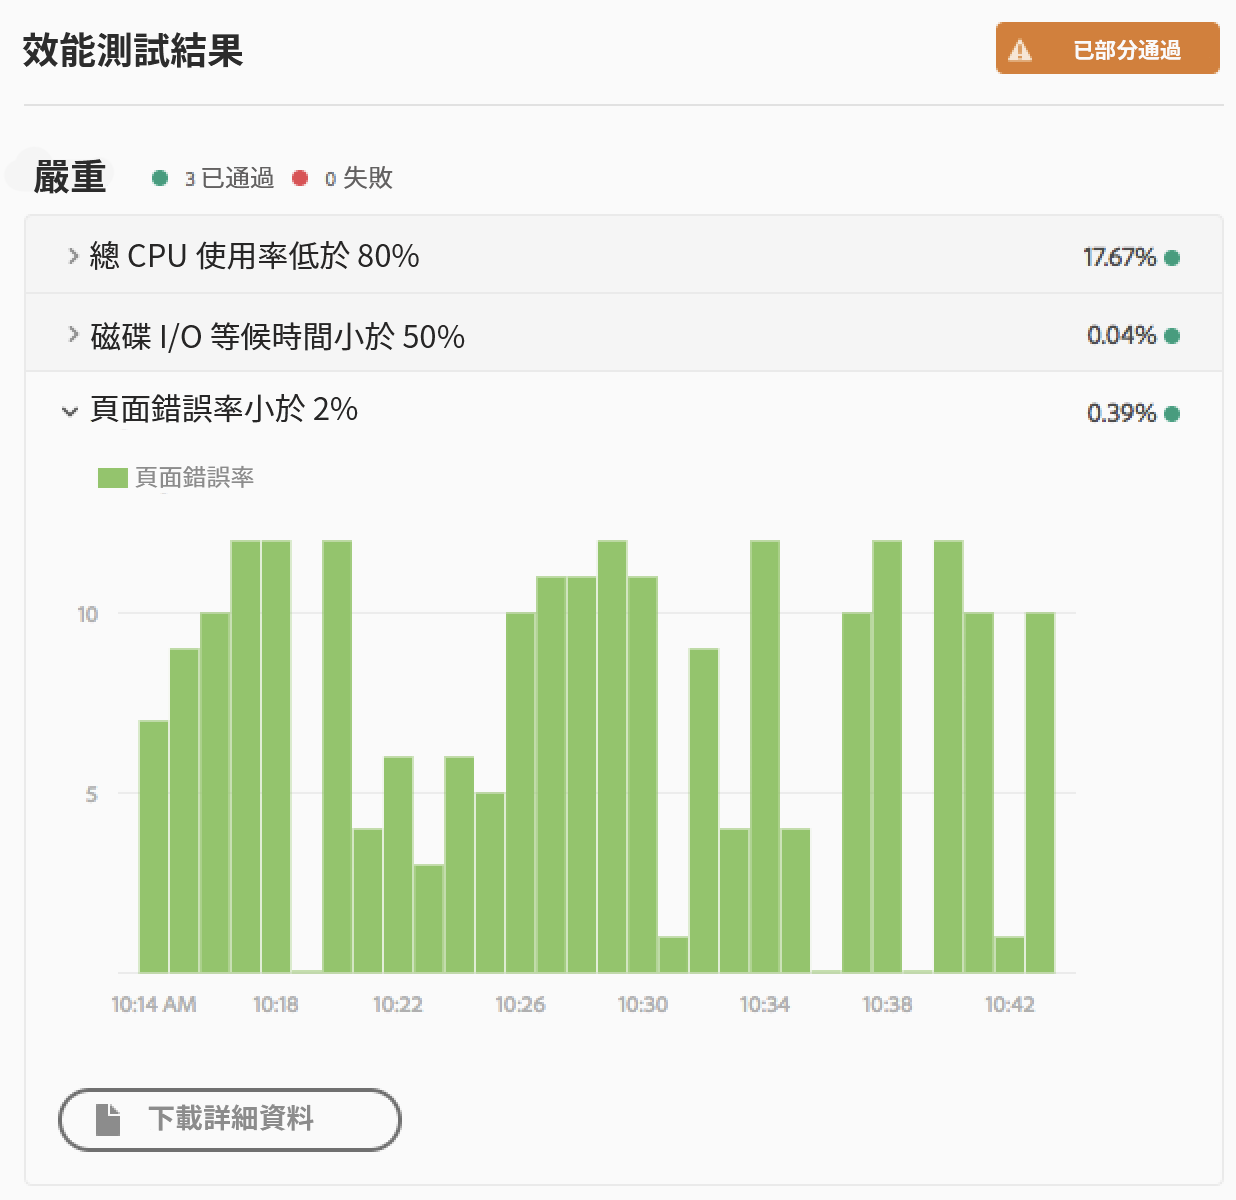 效能測試結果
已部分通過
嚴重 3 已通過 0 失敗
總 CPU 使用率低於 80% 17.67%
磁碟 I/O 等候時間小於 50% 0.04%
頁面錯誤率小於 2% 0.39%
頁面錯誤率
10
5
10:14 AM 10:18 10:22 10:26 10:30 10:34 10:38 10:42
下載詳細資料